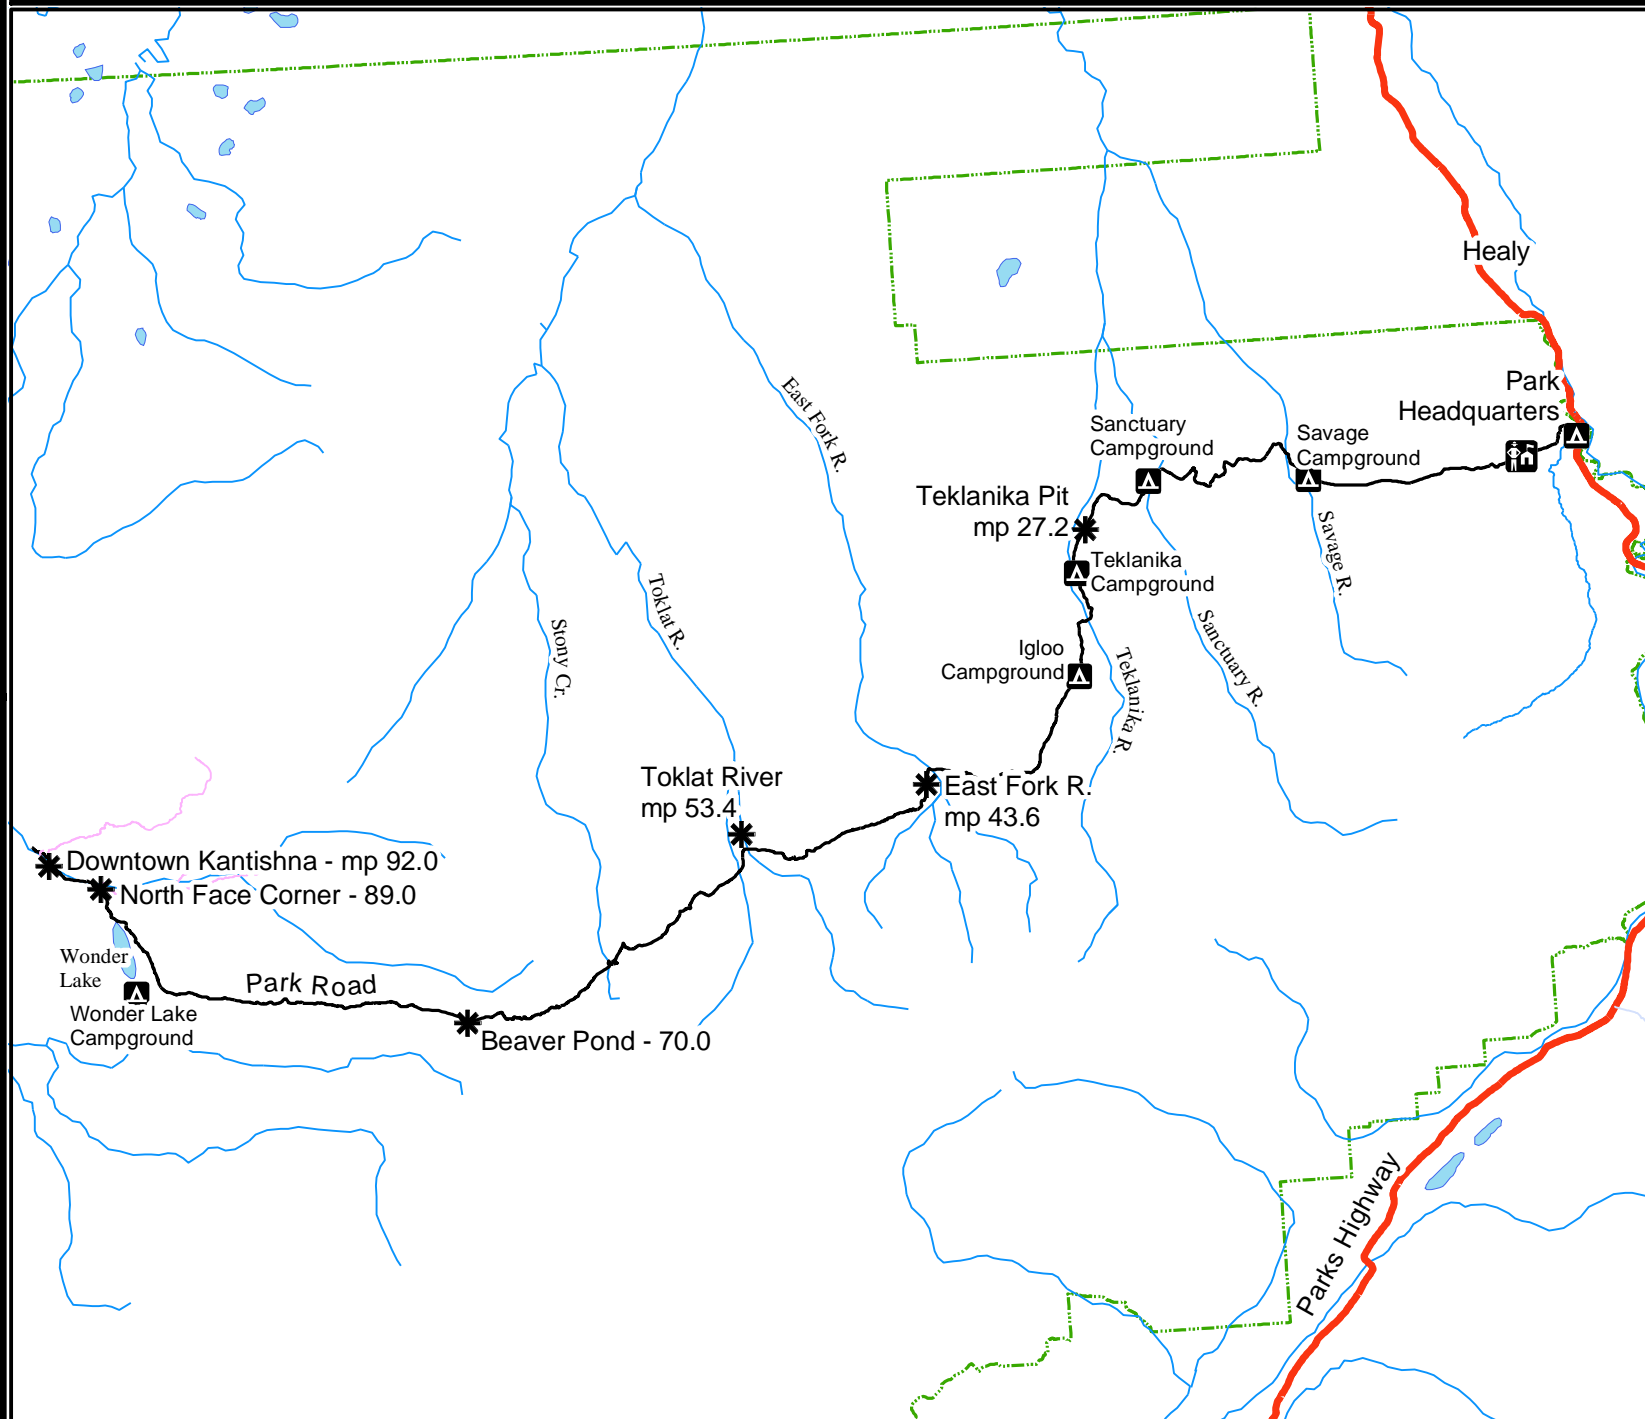 Healy
Park
Headquarters
East Fork R.
Sanctuary
Campground
Savage
Campground
Teklanika Pit
mp 27.2
Savage R.
Teklanika
Campground
Toklat R.
Stony Cr.
Sanctuary R.
Igloo
Campground
Teklanika R.
Toklat River
mp 53.4
East Fork R.
mp 43.6
Downtown Kantishna - mp 92.0
North Face Corner - 89.0
Wonder
Lake
Park Road
Wonder Lake
Campground
Beaver Pond - 70.0
Parks Highway